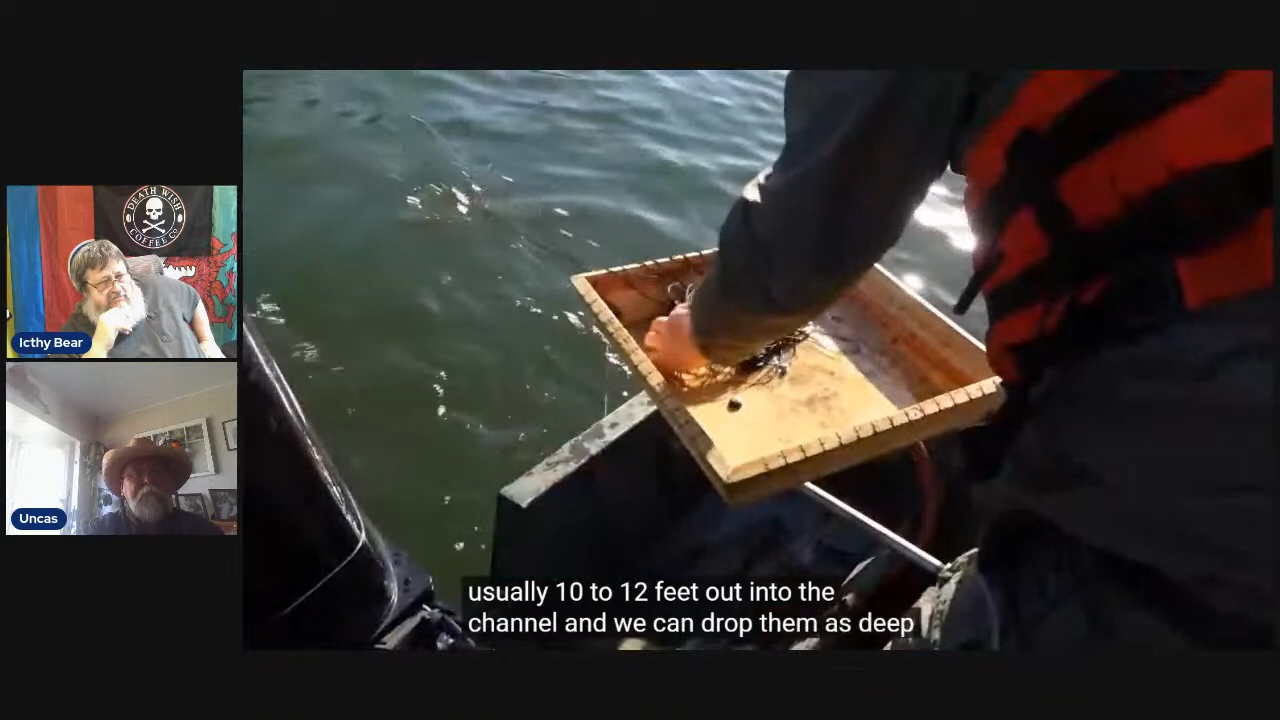 DEATH WISH
COFFEE CO
Icthy Bear
Uncas
usually 10 to 12 feet out into the
channel and we can drop them as deep